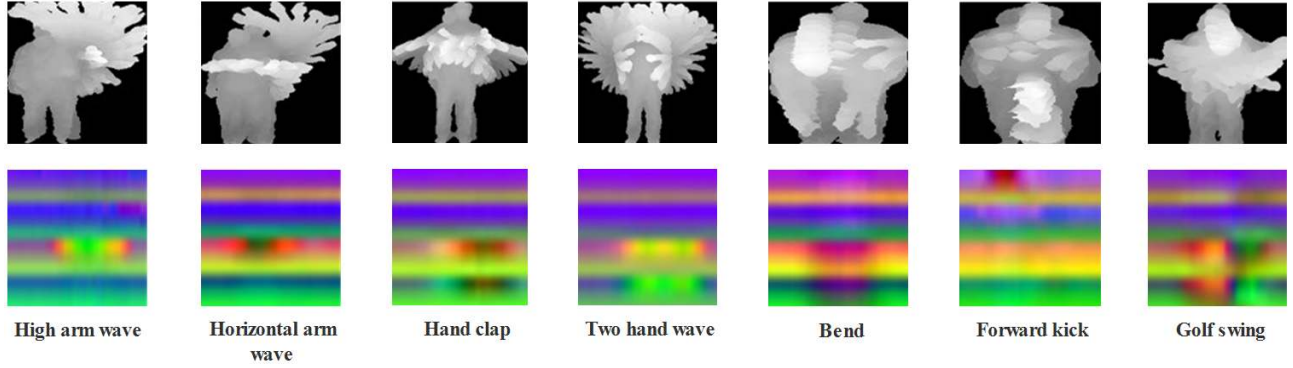 High arm wave
Horizontal arm
wave
Hand clap
Two hand wave
Bend
Forward kick
Golf swing